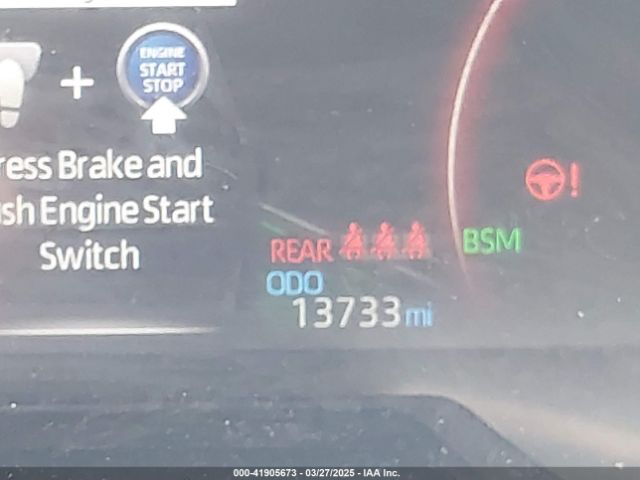 ENGINE
START
STOP
+
ress Brake and
sh Engine Start
Switch
REAR
BSM
ODO
13733 mi
!
000-41905673 - 03/27/2025 - IAA Inc.